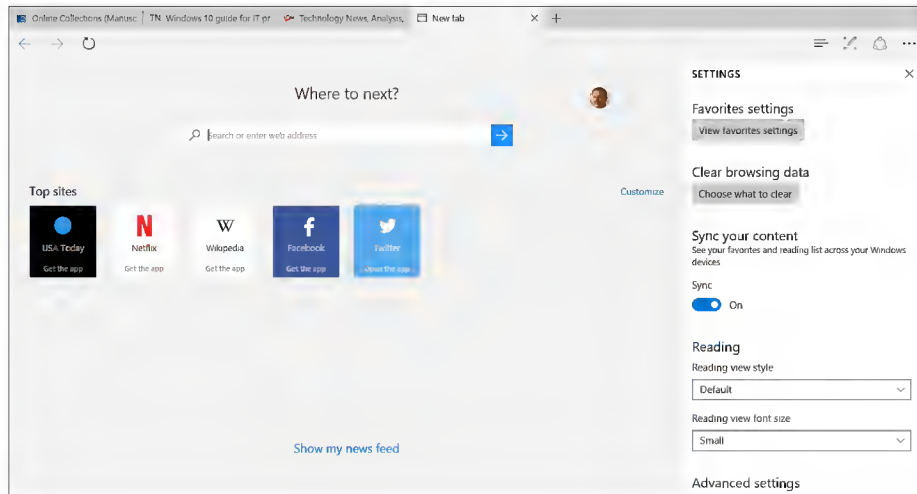 Online Collections (Manusc
TN Windows 10 guide for IT pr
Technology News, Analysis,
New tab
Where to next?
Search or enter web address
Top sites
Customize
USA Today
Get the app
N
Netflix
Get the app
W
Wikipedia
Get the app
f
Facebook
Get the app
Twitter
Open the app
Show my news feed
SETTINGS
Favorites settings
View favorites settings
Clear browsing data
Choose what to clear
Sync your content
See your favorites and reading list across your Windows
devices
Sync
On
Reading
Reading view style
Default
Reading view font size
Small
Advanced settings